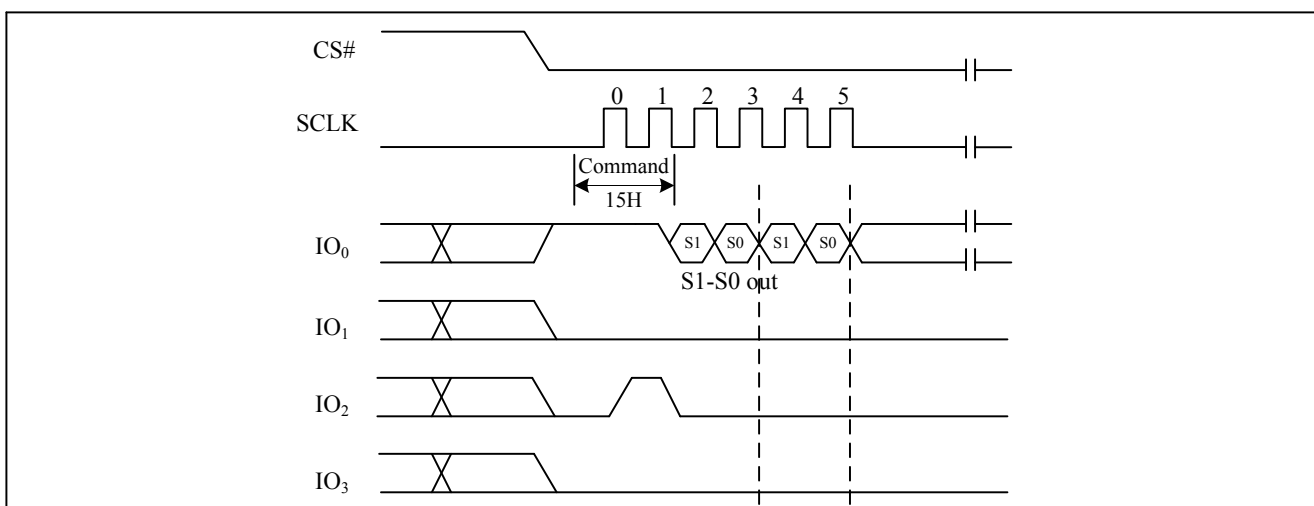 CS#
0 1 2 3 4 5
SCLK
Command
15H
IO0
S1 S0 S1 S0
S1-S0 out
IO1
IO2
IO3